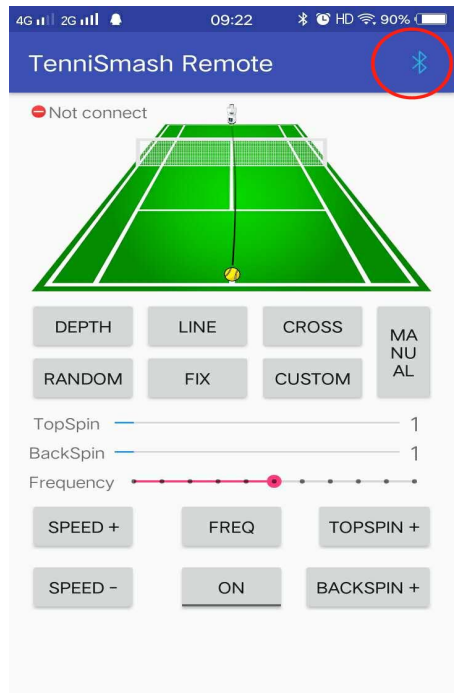 4G 2G 09:22 HD 90%
TenniSmash Remote
Not connect
DEPTH LINE CROSS MA
NU
AL
RANDOM FIX CUSTOM
TopSpin 1
BackSpin 1
Frequency
SPEED + FREQ TOPSPIN +
SPEED - ON BACKSPIN +